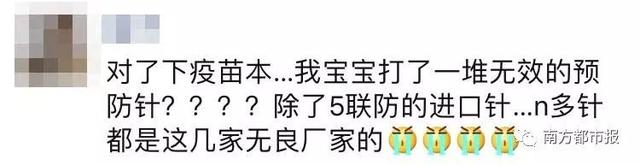 对了下疫苗本...我宝宝打了一堆无效的预
防针？？？？除了5联防的进口针...n多针
都是这几家无良厂家的😭😭😭😭
南方都市报